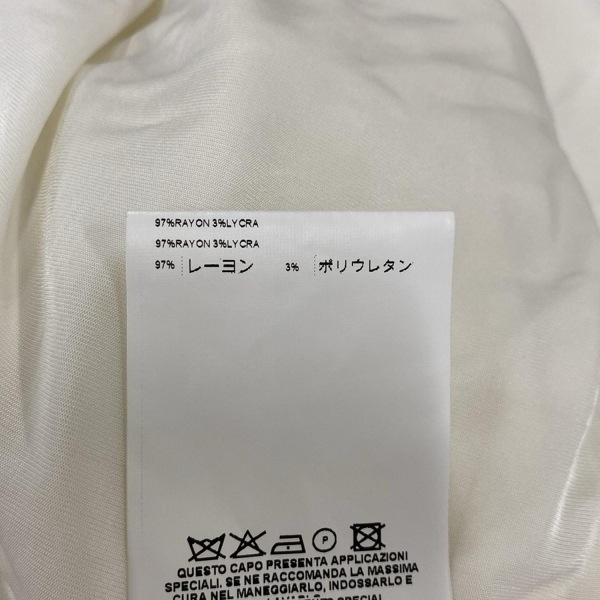 97%RAYON 3%LYCRA
97%RAYON 3%LYCRA
97% レーヨン 3% ポリウレタン
P
QUESTO CAPO PRESENTA APPLICAZIONI
SPECIALI. SE NE RACCOMANDA LA MASSIMA
CURA NEL MANEGGIARLO, INDOSSARLO E